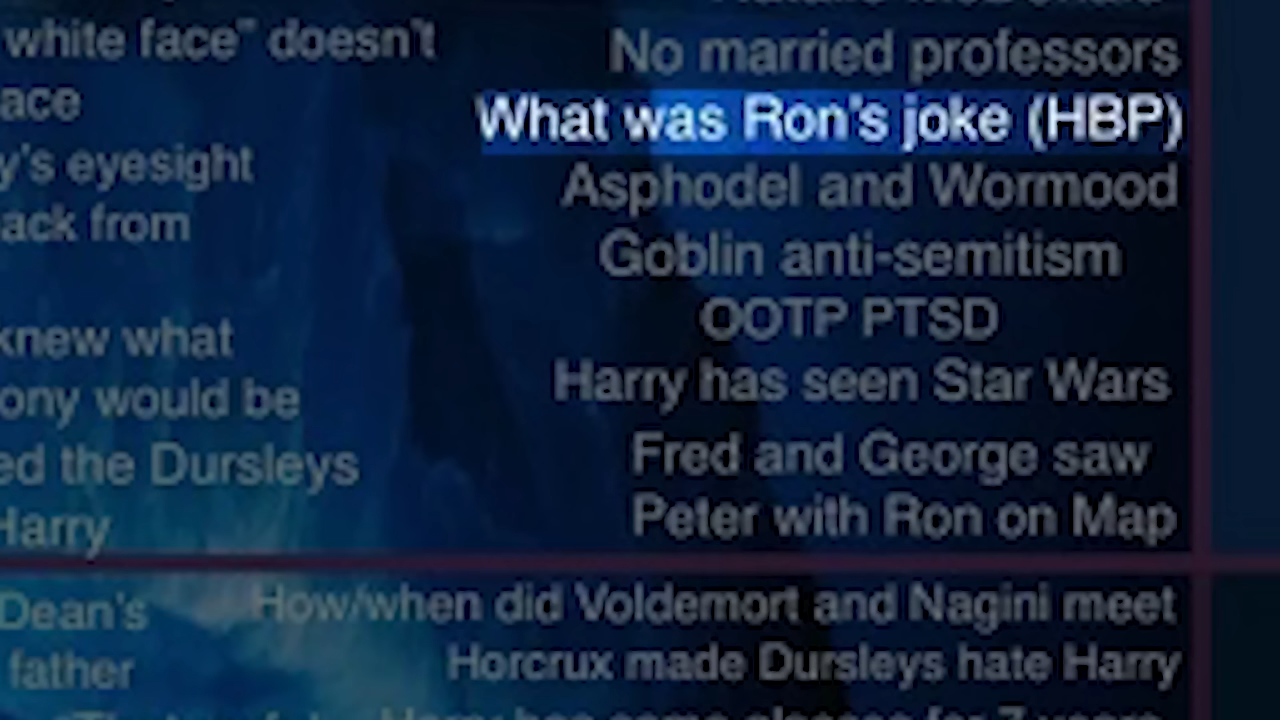 white face” doesn’t
ace
y’s eyesight
ack from
knew what
ony would be
ed the Dursleys
Harry
No married professors
What was Ron’s joke (HBP)
Asphodel and Wormood
Goblin anti-semitism
OOTP PTSD
Harry has seen Star Wars
Fred and George saw
Peter with Ron on Map
Dean’s
father
How/when did Voldemort and Nagini meet
Horcrux made Dursleys hate Harry